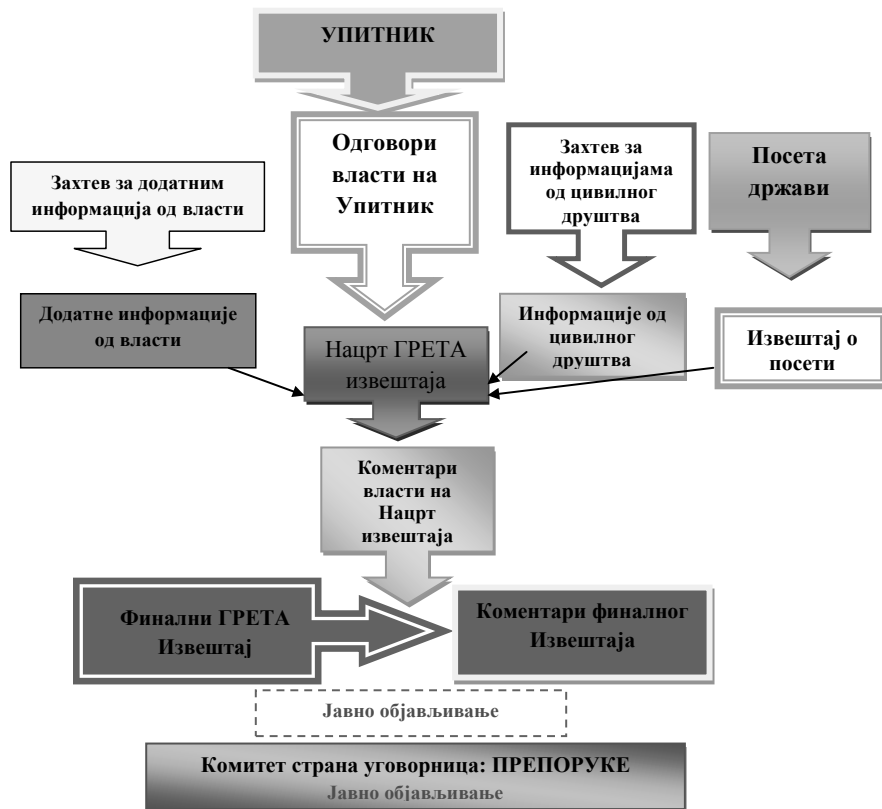 УПИТНИК
Одговори
власти на
Упитник
Захтев за
информацијама
од цивилног
друштва
Посета
држави
Захтев за додатним
информација од власти
Додатне информације
од власти
Нацрт ГРЕТА
извештаја
Информације од
цивилног
друштва
Извештај о
посети
Коментари
власти на
Нацрт
извештаја
Финални ГРЕТА
Извештај
Коментари финалног
Извештаја
Јавно објављивање
Комитет страна уговорница: ПРЕПОРУКЕ
Јавно објављивање